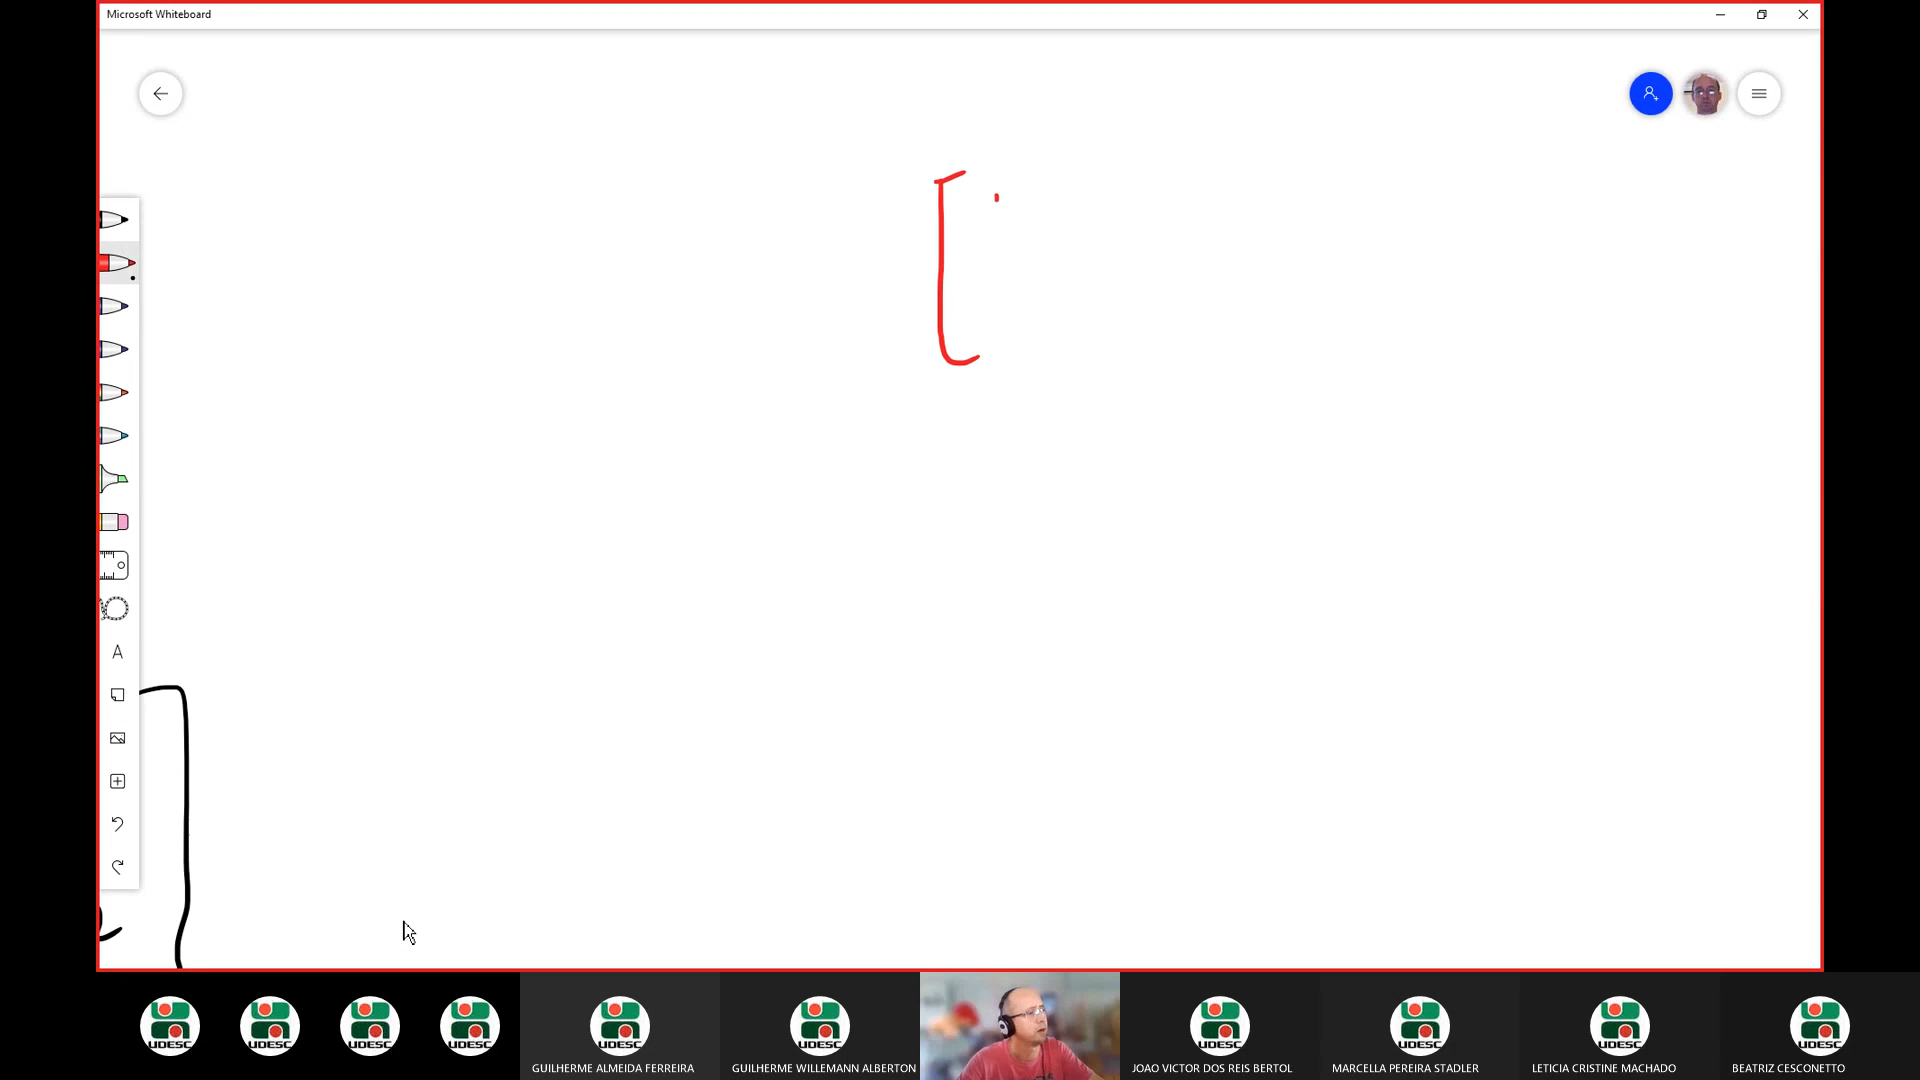 Microsoft Whiteboard
A
UDESC
UDESC
UDESC
UDESC
UDESC
UDESC
UDESC
UDESC
UDESC
UDESC
GUILHERME ALMEIDA FERREIRA
GUILHERME WILLEMANN ALBERTON
JOAO VICTOR DOS REIS BERTOL
MARCELLA PEREIRA STADLER
LETICIA CRISTINE MACHADO
BEATRIZ CESCONETTO